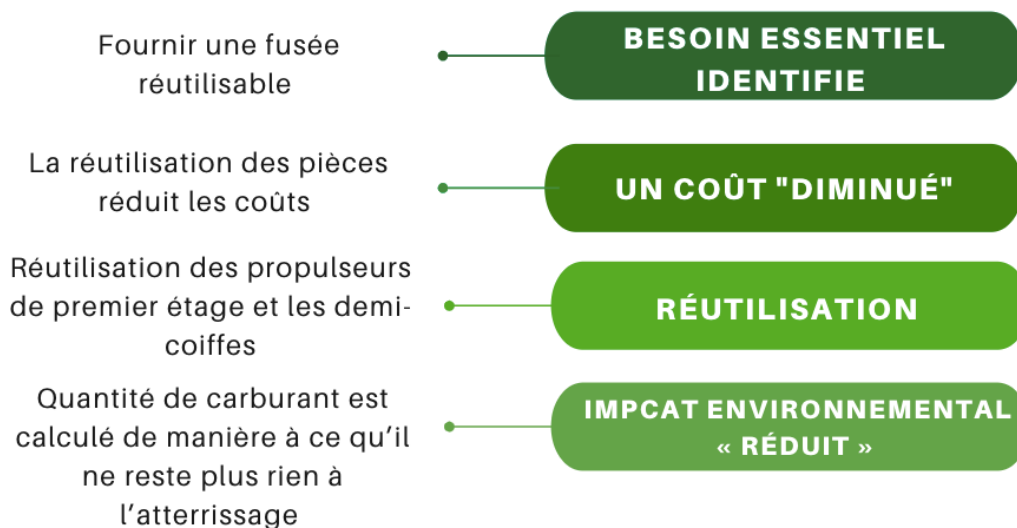 Fournir une fusée
réutilisable
BESOIN ESSENTIEL
IDENTIFIE
La réutilisation des pièces
réduit les coûts
UN COÛT "DIMINUÉ"
Réutilisation des propulseurs
de premier étage et les demi-
coiffes
RÉUTILISATION
Quantité de carburant est
calculé de manière à ce qu’il
ne reste plus rien à
l’atterrissage
IMPCAT ENVIRONNEMENTAL
« RÉDUIT »